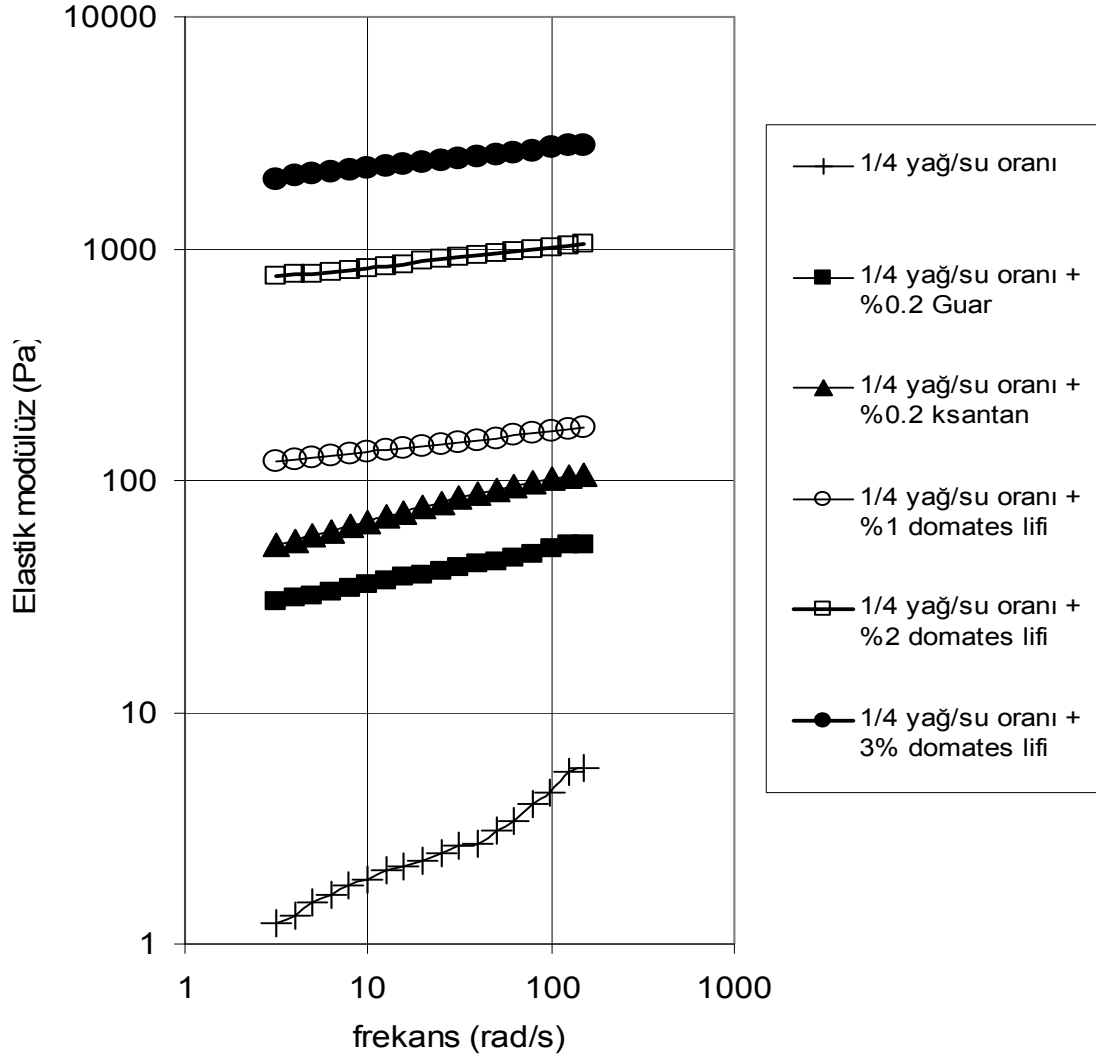 10000
1000
100
10
1
Elastik modülüz (Pa)
1
10
100
1000
frekans (rad/s)
1/4 yağ/su oranı
1/4 yağ/su oranı +
%0.2 Guar
1/4 yağ/su oranı +
%0.2 ksantan
1/4 yağ/su oranı +
%1 domates lifi
1/4 yağ/su oranı +
%2 domates lifi
1/4 yağ/su oranı +
3% domates lifi